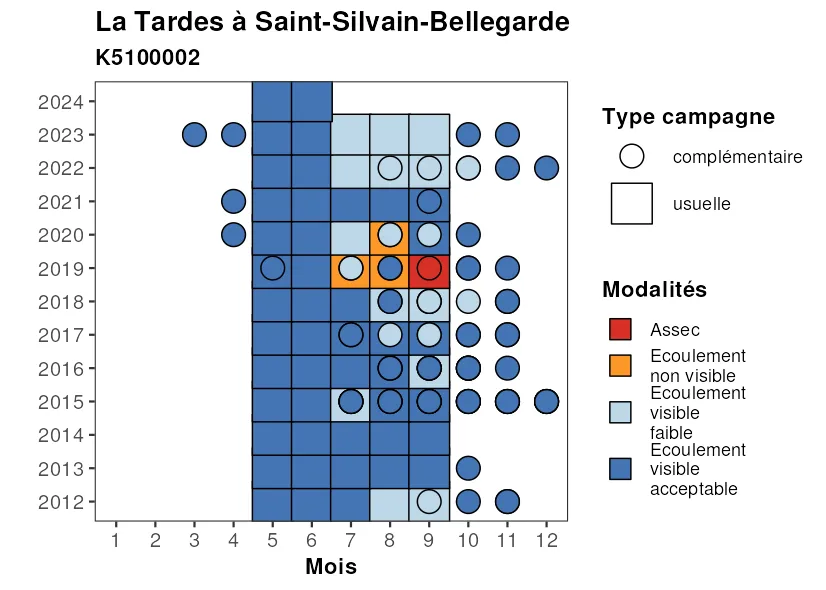 La Tardes à Saint-Silvain-Bellegarde
K5100002
2024
2023
2022
2021
2020
2019
2018
2017
2016
2015
2014
2013
2012
1 2 3 4 5 6 7 8 9 10 11 12
Mois
Type campagne
complémentaire
usuelle
Modalités
Assec
Ecoulement
non visible
Ecoulement
visible
faible
Ecoulement
visible
acceptable